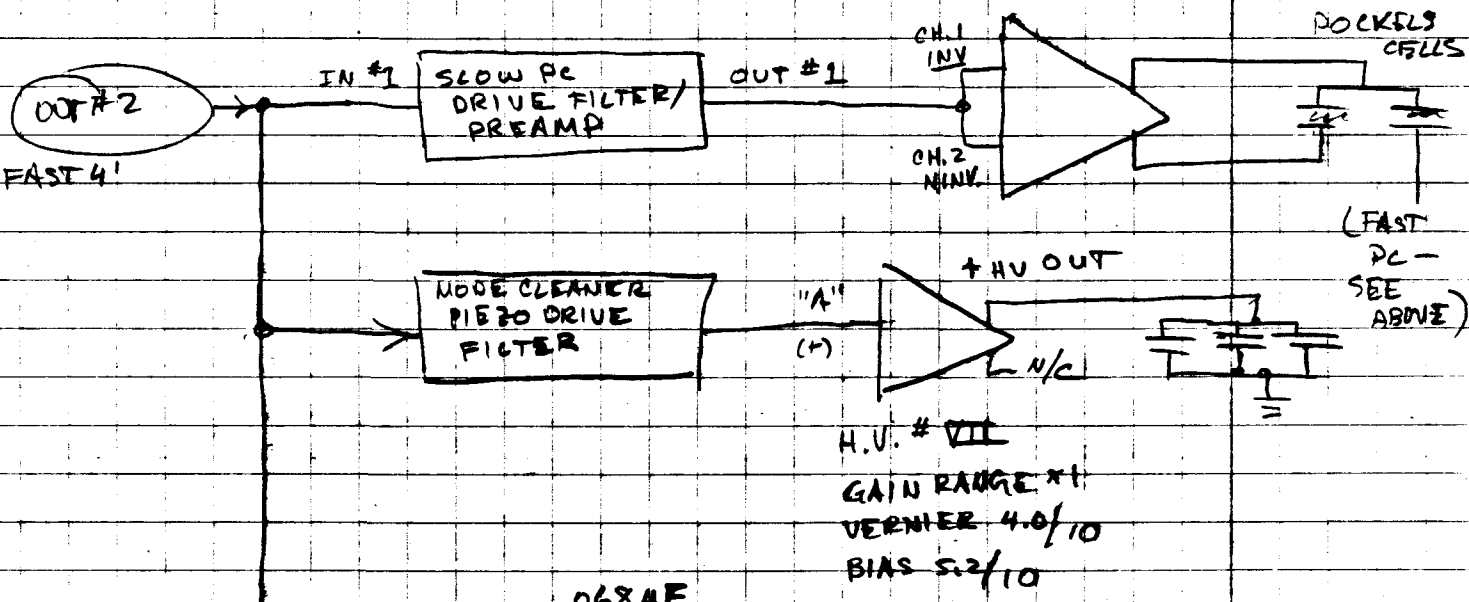 OUT #2
FAST 4'
IN #1
SLOW PC
DRIVE FILTER/
PREAMP
OUT #1
CH.1
INV
CH.2
N/INV.
POCKELS
CELLS
(FAST
PC —
SEE
ABOVE)
MODE CLEANER
PIEZO DRIVE
FILTER
"A"
(+)
+ HV OUT
N/C
H.V. # VII
GAIN RANGE ×1
VERNIER 4.0/10
BIAS 5.2/10